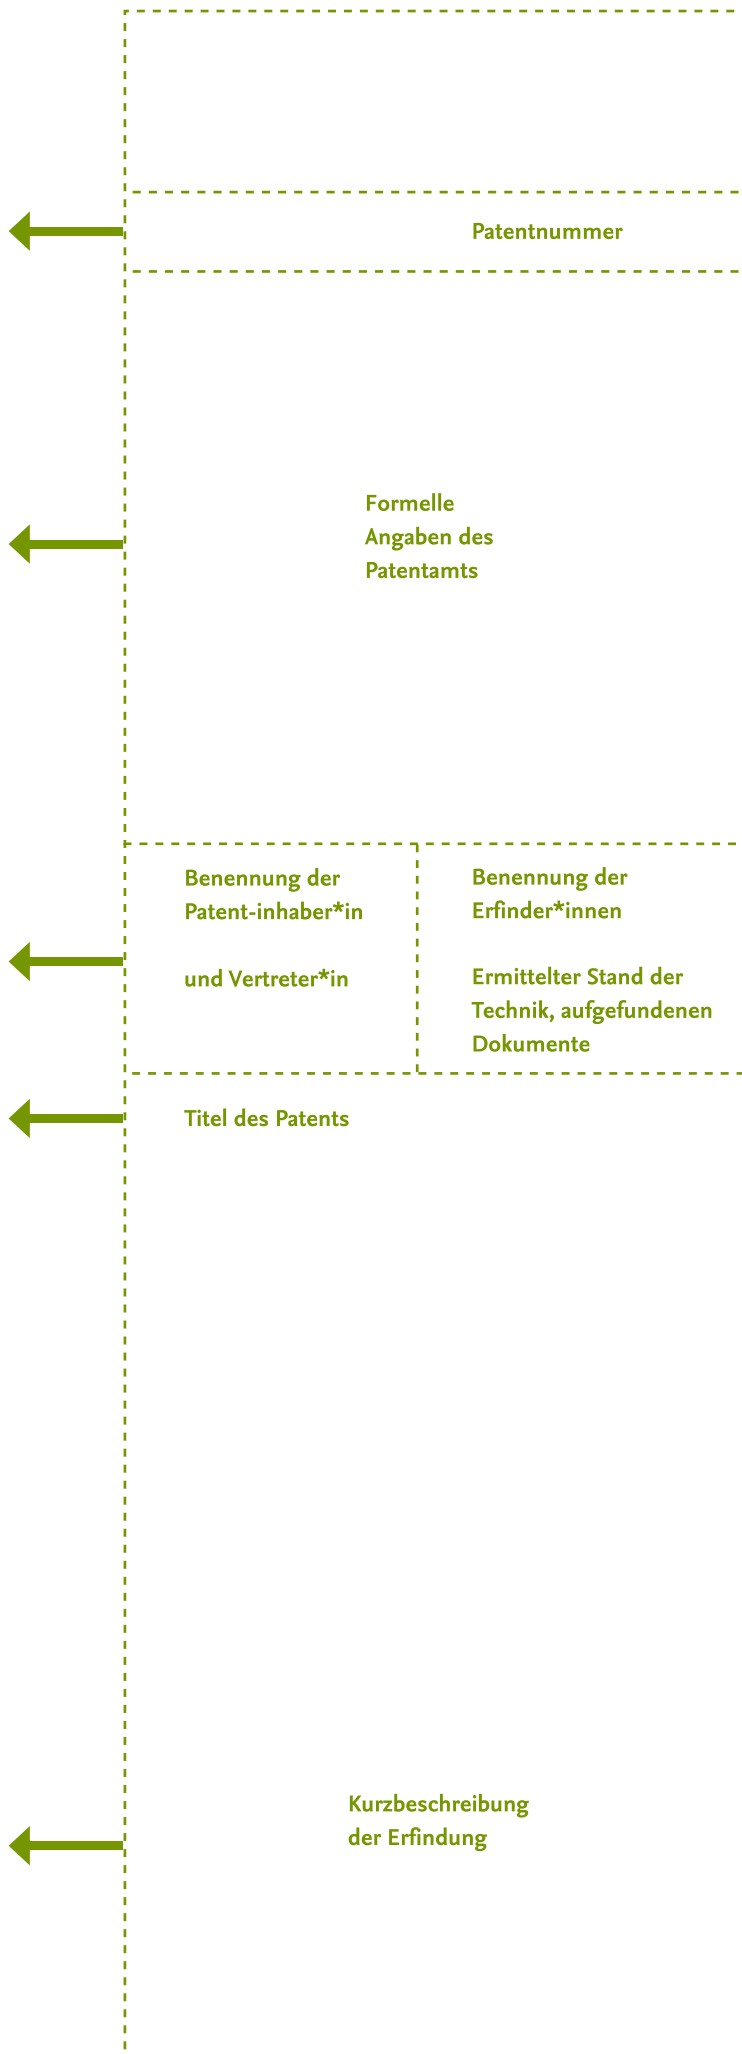 Patentnummer
Formelle
Angaben des
Patentamts
Benennung der
Patent-inhaber*in
und Vertreter*in
Benennung der
Erfinder*innen
Ermittelter Stand der
Technik, aufgefundenen
Dokumente
Titel des Patents
Kurzbeschreibung
der Erfindung